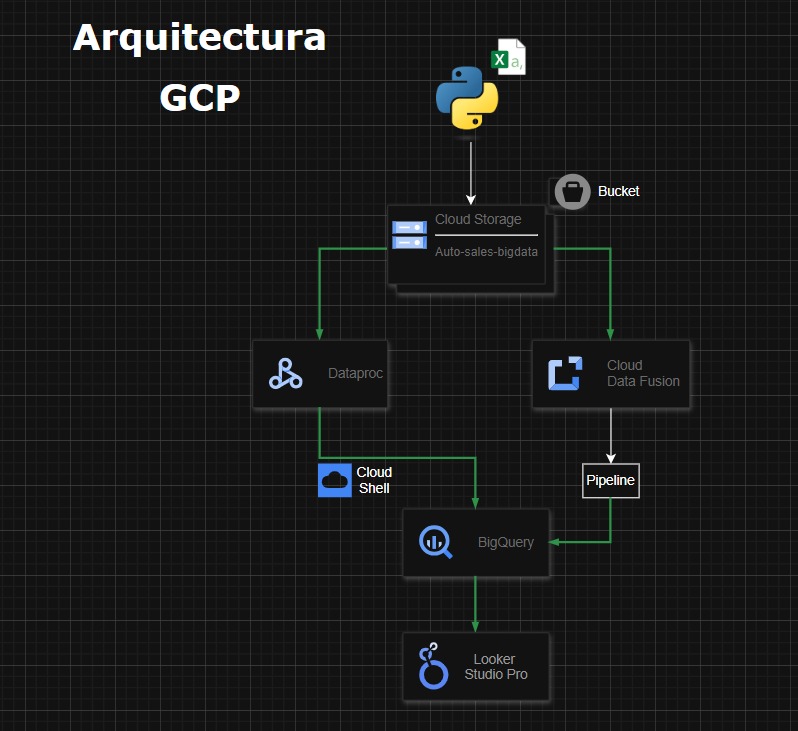 Arquitectura
GCP
X
a,
Bucket
Cloud Storage
Auto-sales-bigdata
Dataproc
Cloud
Data Fusion
Cloud
Shell
Pipeline
BigQuery
Looker
Studio Pro